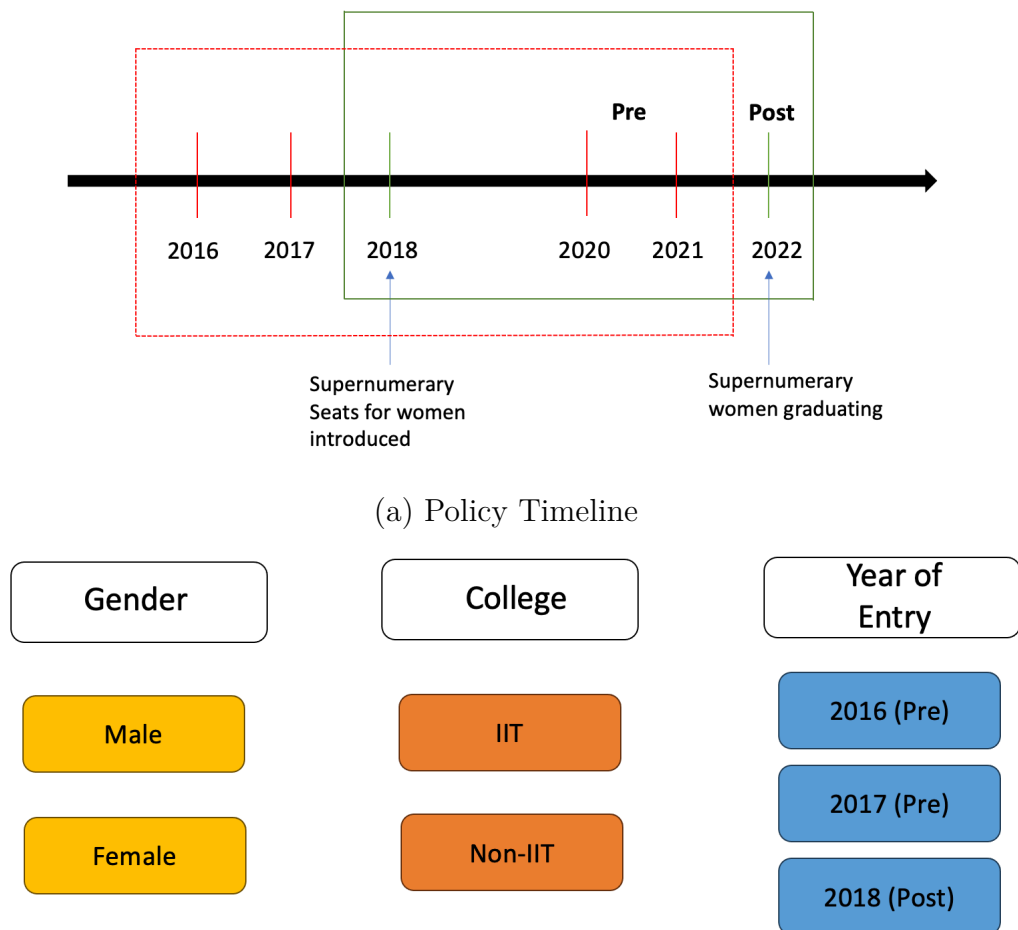 Pre
Post
2016
2017
2018
2020
2021
2022
Supernumerary
Seats for women
introduced
Supernumerary
women graduating
(a) Policy Timeline
Gender
College
Year of
Entry
Male
IIT
2016 (Pre)
2017 (Pre)
Female
Non-IIT
2018 (Post)